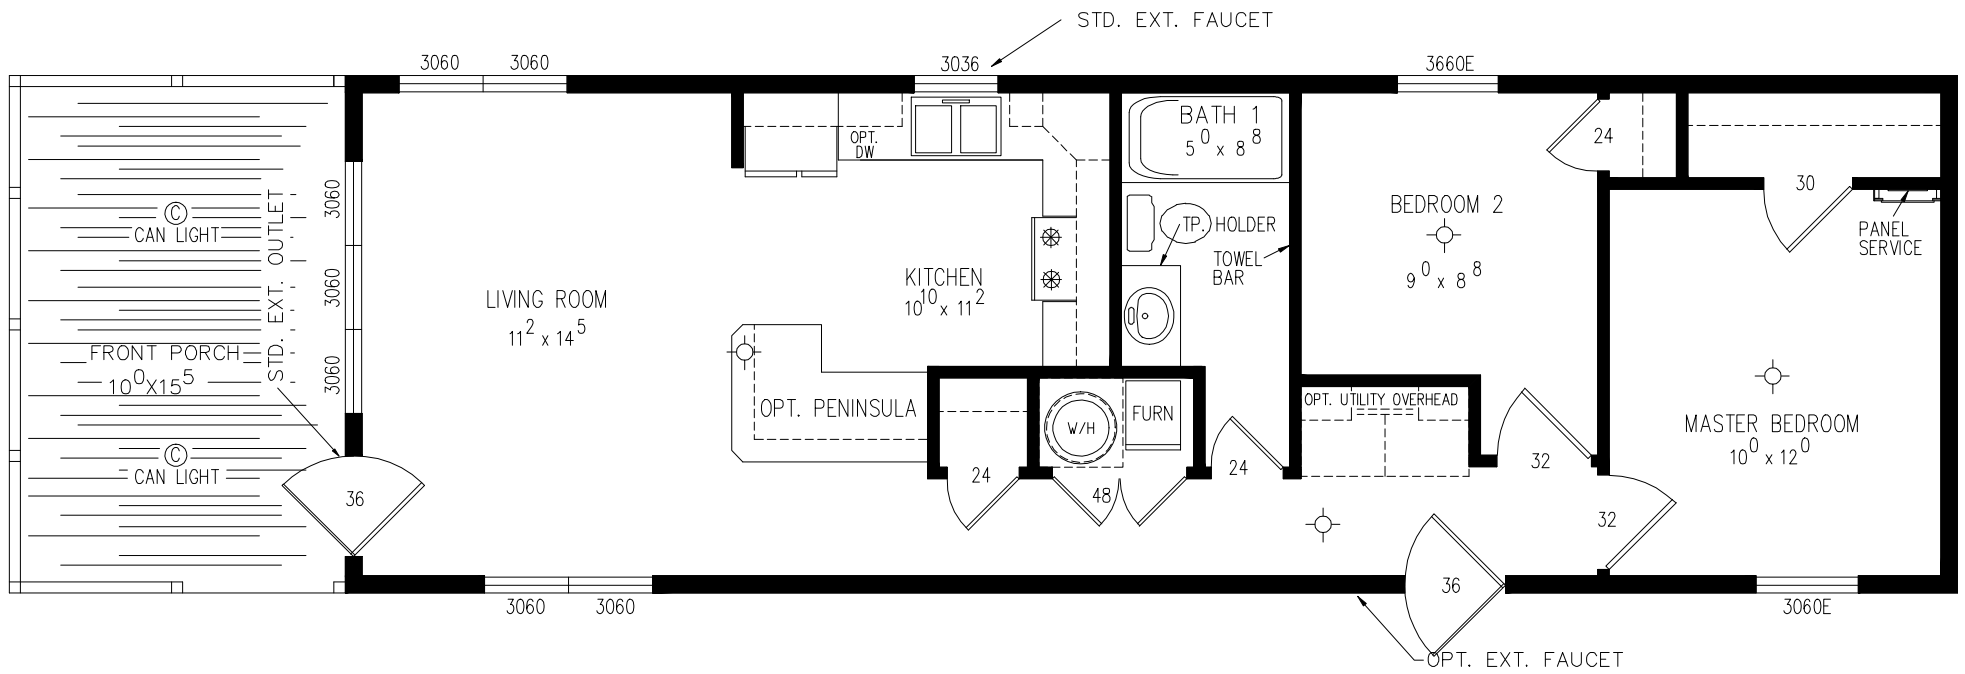 STD. EXT. FAUCET
3060
3060
3036
3660E
OPT.
DW
BATH 1
5⁰ x 8⁸
24
3060
STD. EXT. OUTLET
C
CAN LIGHT
30
BEDROOM 2
9⁰ x 8⁸
TP. HOLDER
TOWEL
BAR
PANEL
SERVICE
3060
LIVING ROOM
11² x 14⁵
KITCHEN
10¹⁰ x 11²
FRONT PORCH
10⁰X15⁵
3060
OPT. PENINSULA
W/H
FURN
OPT. UTILITY OVERHEAD
MASTER BEDROOM
10⁰ x 12⁰
C
CAN LIGHT
36
24
48
24
32
32
36
3060
3060
3060E
OPT. EXT. FAUCET